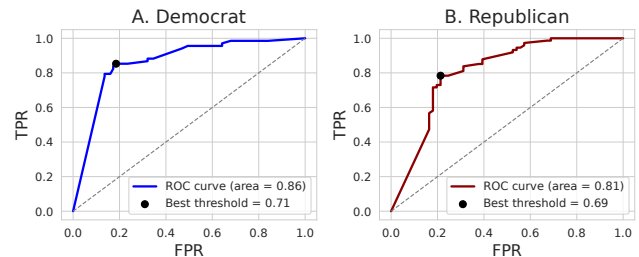 A. Democrat
TPR
1.0
0.8
0.6
0.4
0.2
0.0
ROC curve (area = 0.86)
Best threshold = 0.71
0.0 0.2 0.4 0.6 0.8 1.0
FPR
B. Republican
TPR
1.0
0.8
0.6
0.4
0.2
0.0
ROC curve (area = 0.81)
Best threshold = 0.69
0.0 0.2 0.4 0.6 0.8 1.0
FPR